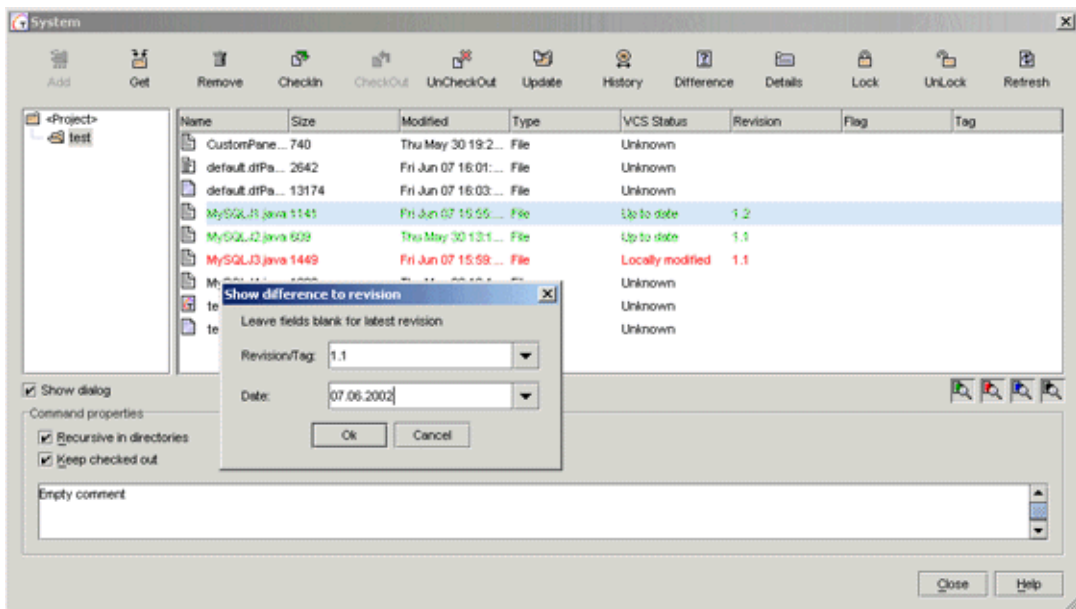 System
Add Get Remove CheckIn CheckOut UnCheckOut Update History Difference Details Lock UnLock Refresh
<Project>
test
Name Size Modified Type VCS Status Revision Flag Tag
CustomPane... 740 Thu May 30 19:2... File Unknown
default.dfPa... 2642 Fri Jun 07 16:01:... File Unknown
default.dfPa... 13174 Fri Jun 07 16:03:... File Unknown
MySQLJ1.java 1141 Fri Jun 07 15:55:... File Up to date 1.2
MySQLJ2.java 609 Thu May 30 13:1... File Up to date 1.1
MySQLJ3.java 1449 Fri Jun 07 15:59:... File Locally modified 1.1
Unknown
te Unknown
te Unknown
Show difference to revision
Leave fields blank for latest revision
Revision/Tag: 1.1
Date: 07.06.2002
Ok Cancel
Show dialog
Command properties
Recursive in directories
Keep checked out
Empty comment
Close Help